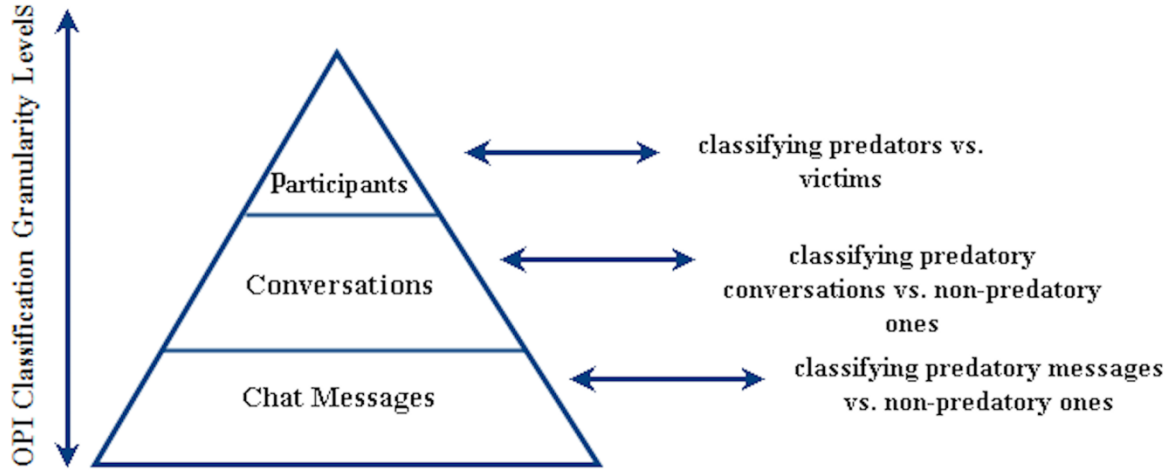 OPI Classification Granularity Levels
Participants
classifying predators vs.
victims
Conversations
classifying predatory
conversations vs. non-predatory
ones
Chat Messages
classifying predatory messages
vs. non-predatory ones